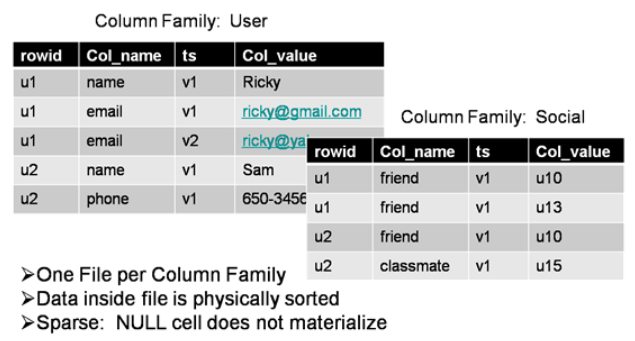 Column Family: User
rowid Col_name ts Col_value
u1 name v1 Ricky
u1 email v1 ricky@gmail.com
u1 email v2 ricky@ya
u2 name v1 Sam
u2 phone v1 650-3456
Column Family: Social
rowid Col_name ts Col_value
u1 friend v1 u10
u1 friend v1 u13
u2 friend v1 u10
u2 classmate v1 u15
➢One File per Column Family
➢Data inside file is physically sorted
➢Sparse: NULL cell does not materialize